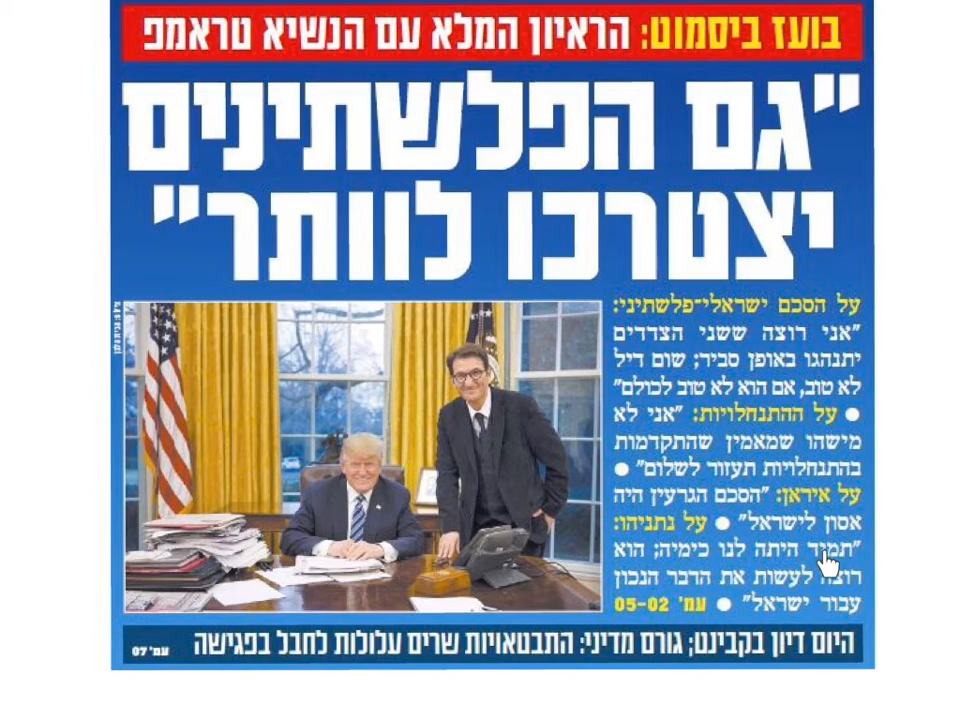 בועז ביסמוט: הראיון המלא עם הנשיא טראמפ
"גם הפלשתינים
יצטרכו לוותר"
על הסכם ישראלי־פלשתיני:
"אני רוצה ששני הצדדים
יתנהגו באופן סביר; שום דיל
לא טוב, אם הוא לא טוב לכולם"
● על ההתנחלויות: "אני לא
מישהו שמאמין שהתקדמות
בהתנחלויות תעזור לשלום" ●
על איראן: "הסכם הגרעין היה
אסון לישראל" ● על נתניהו:
"תמיד היתה לנו כימיה; הוא
רוצה לעשות את הדבר הנכון
עבור ישראל" ● עמ' 05-02
היום דיון בקבינט; גורם מדיני: התבטאויות שרים עלולות לחבל בפגישה עמ' 07